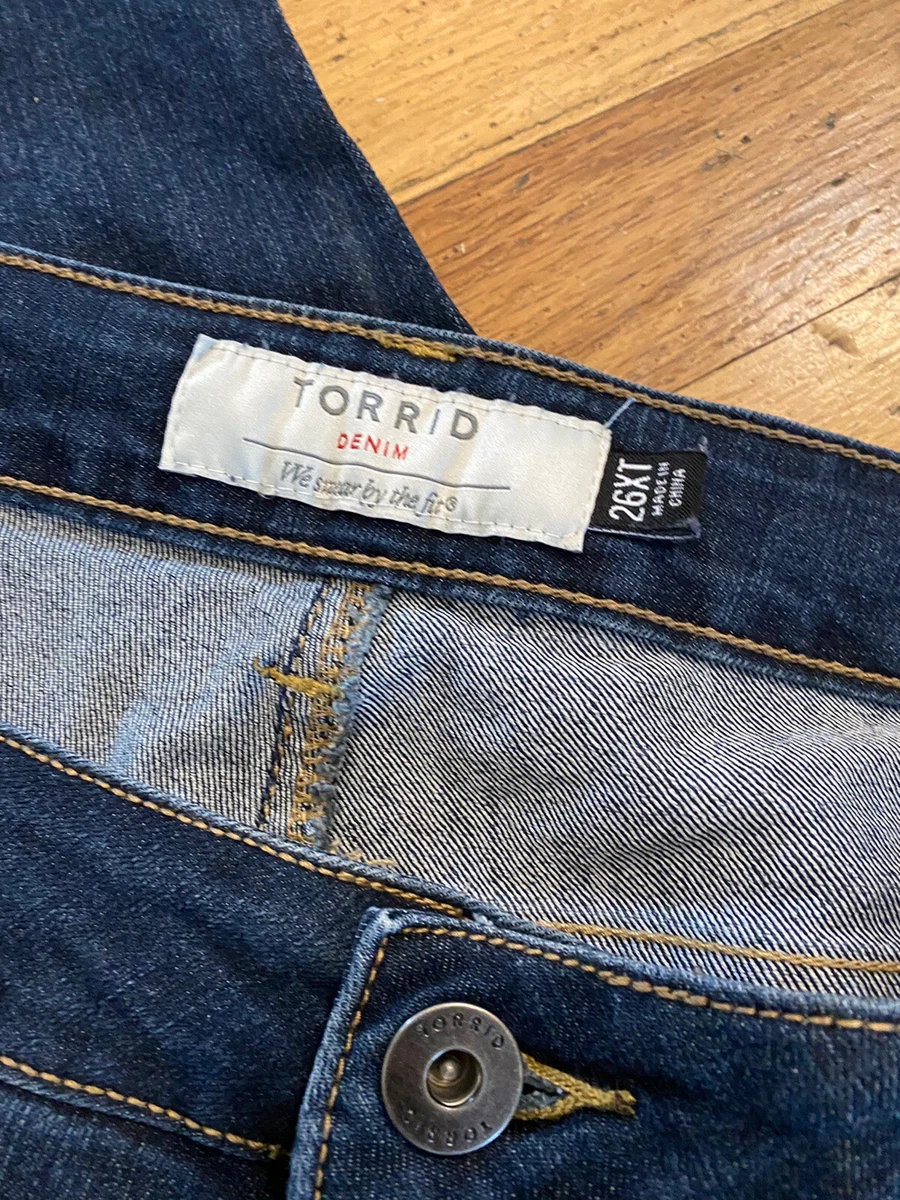 TORRID
DENIM
We swear by the fit®
26XT
MADE IN
CHINA
TORRID
TORRID